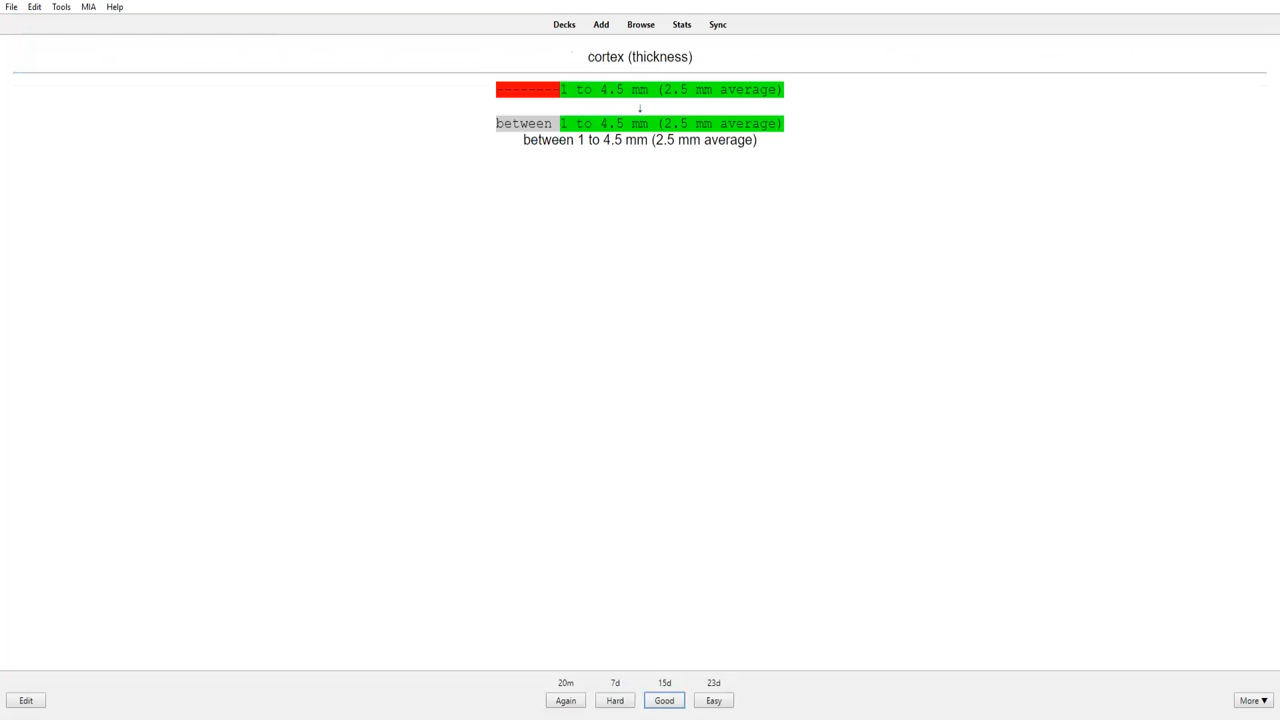 File Edit Tools MIA Help
Decks Add Browse Stats Sync
cortex (thickness)
--------1 to 4.5 mm (2.5 mm average)
↓
between 1 to 4.5 mm (2.5 mm average)
between 1 to 4.5 mm (2.5 mm average)
20m 7d 15d 23d
Edit Again Hard Good Easy More ▼